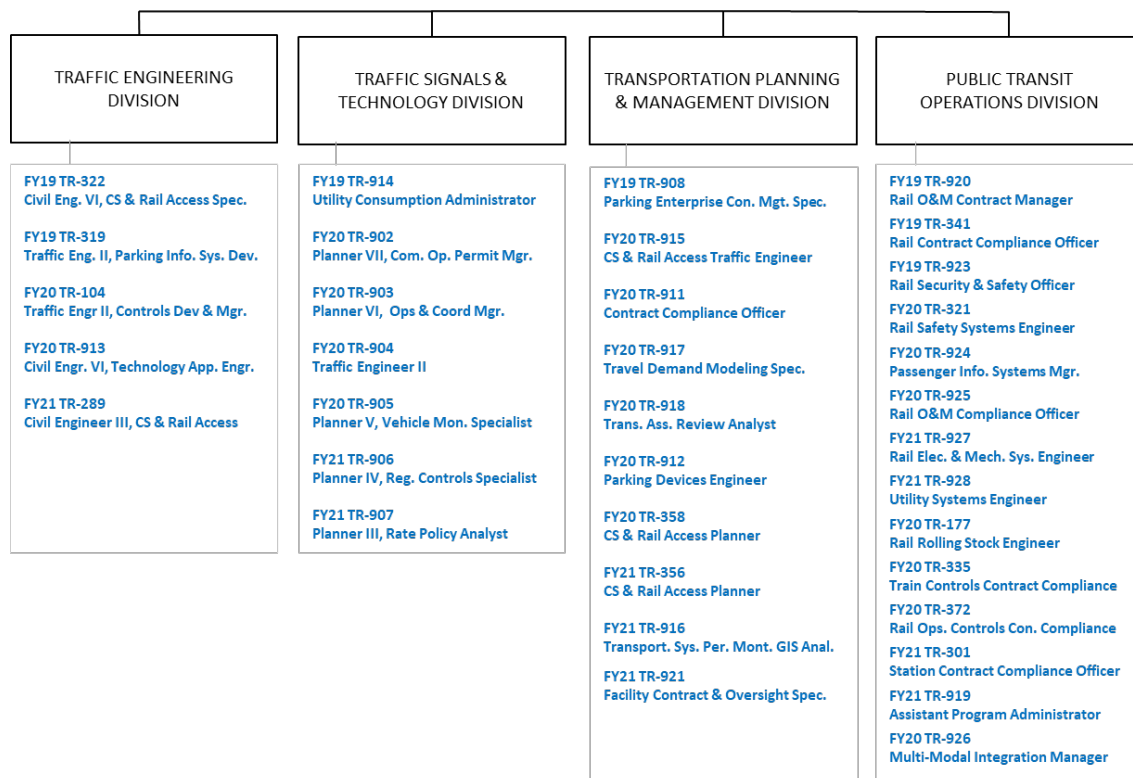 TRAFFIC ENGINEERING
DIVISION
FY19 TR-322
Civil Eng. VI, CS & Rail Access Spec.
FY19 TR-319
Traffic Eng. II, Parking Info. Sys. Dev.
FY20 TR-104
Traffic Engr II, Controls Dev & Mgr.
FY20 TR-913
Civil Engr. VI, Technology App. Engr.
FY21 TR-289
Civil Engineer III, CS & Rail Access
TRAFFIC SIGNALS &
TECHNOLOGY DIVISION
FY19 TR-914
Utility Consumption Administrator
FY20 TR-902
Planner VII, Com. Op. Permit Mgr.
FY20 TR-903
Planner VI, Ops & Coord Mgr.
FY20 TR-904
Traffic Engineer II
FY20 TR-905
Planner V, Vehicle Mon. Specialist
FY21 TR-906
Planner IV, Reg. Controls Specialist
FY21 TR-907
Planner III, Rate Policy Analyst
TRANSPORTATION PLANNING
& MANAGEMENT DIVISION
FY19 TR-908
Parking Enterprise Con. Mgt. Spec.
FY20 TR-915
CS & Rail Access Traffic Engineer
FY20 TR-911
Contract Compliance Officer
FY20 TR-917
Travel Demand Modeling Spec.
FY20 TR-918
Trans. Ass. Review Analyst
FY20 TR-912
Parking Devices Engineer
FY20 TR-358
CS & Rail Access Planner
FY21 TR-356
CS & Rail Access Planner
FY21 TR-916
Transport. Sys. Per. Mont. GIS Anal.
FY21 TR-921
Facility Contract & Oversight Spec.
PUBLIC TRANSIT
OPERATIONS DIVISION
FY19 TR-920
Rail O&M Contract Manager
FY19 TR-341
Rail Contract Compliance Officer
FY19 TR-923
Rail Security & Safety Officer
FY20 TR-321
Rail Safety Systems Engineer
FY20 TR-924
Passenger Info. Systems Mgr.
FY20 TR-925
Rail O&M Compliance Officer
FY21 TR-927
Rail Elec. & Mech. Sys. Engineer
FY21 TR-928
Utility Systems Engineer
FY20 TR-177
Rail Rolling Stock Engineer
FY20 TR-335
Train Controls Contract Compliance
FY20 TR-372
Rail Ops. Controls Con. Compliance
FY21 TR-301
Station Contract Compliance Officer
FY21 TR-919
Assistant Program Administrator
FY20 TR-926
Multi-Modal Integration Manager